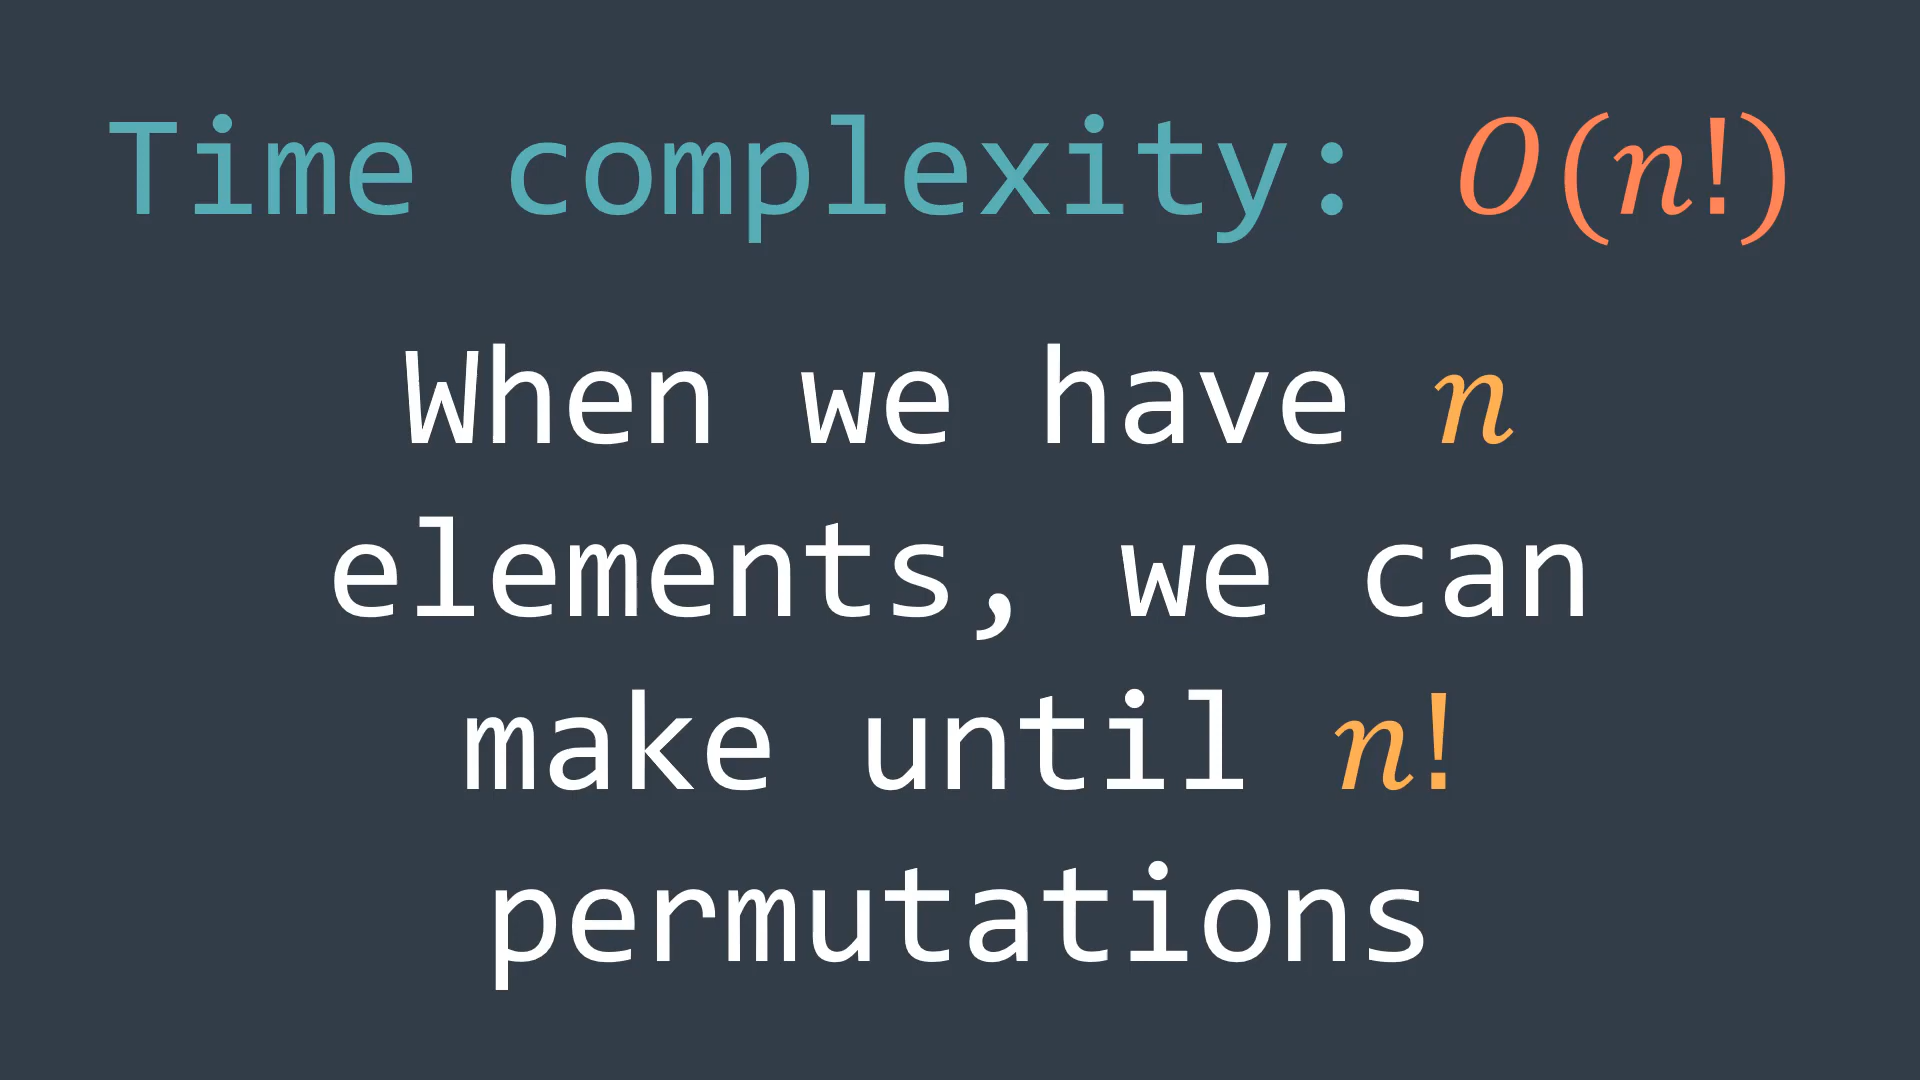 Time complexity: O(n!)
When we have n
elements, we can
make until n!
permutations